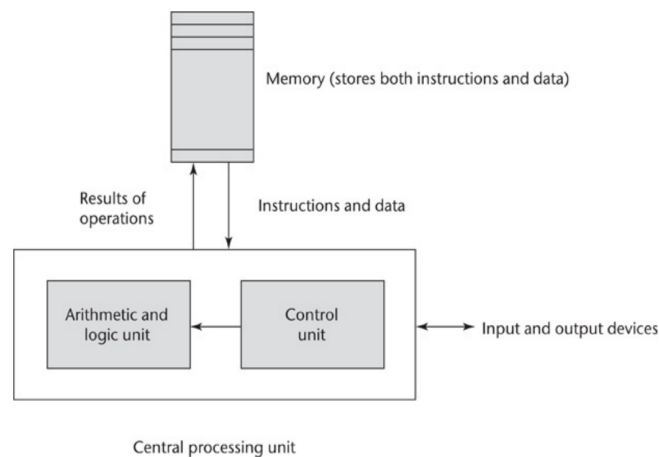 Memory (stores both instructions and data)
Results of
operations
Instructions and data
Arithmetic and
logic unit
Control
unit
Input and output devices
Central processing unit